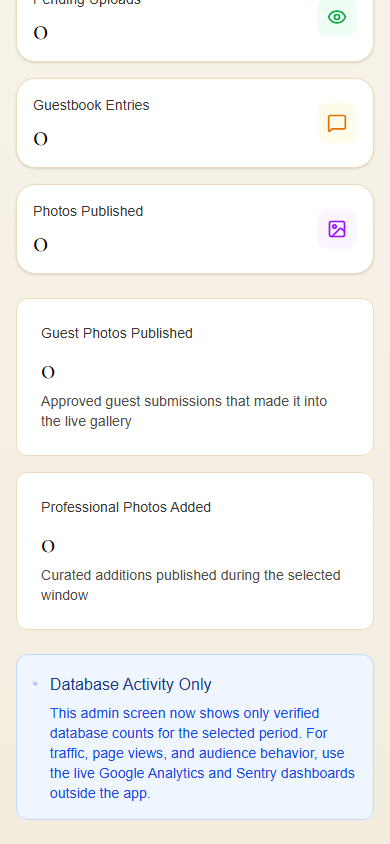 Pending Uploads
0
Guestbook Entries
0
Photos Published
0
Guest Photos Published
0
Approved guest submissions that made it into
the live gallery
Professional Photos Added
0
Curated additions published during the selected
window
Database Activity Only
This admin screen now shows only verified
database counts for the selected period. For
traffic, page views, and audience behavior, use
the live Google Analytics and Sentry dashboards
outside the app.